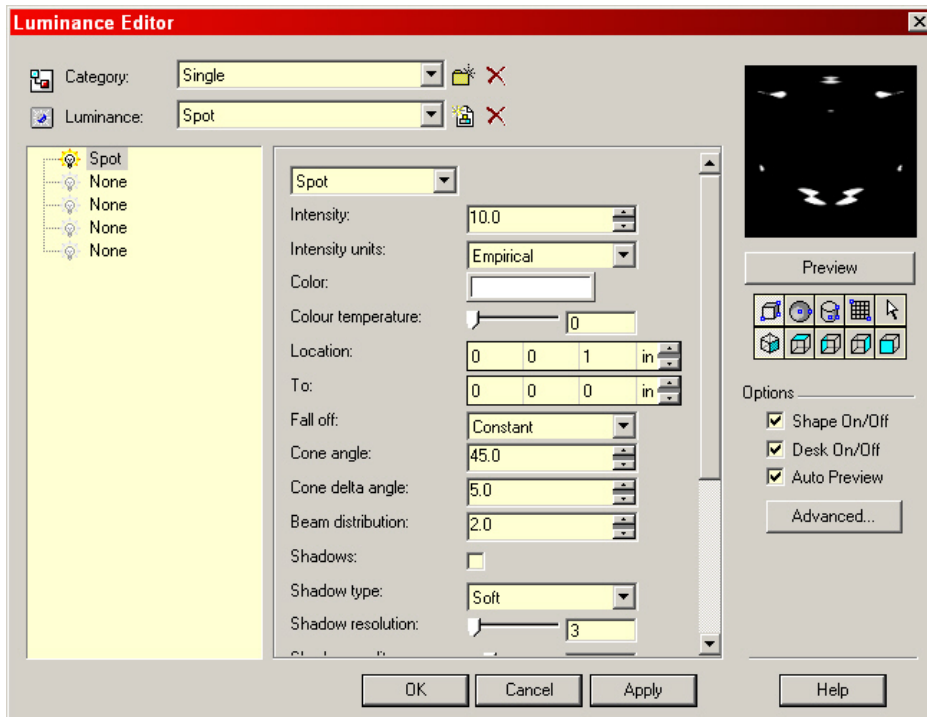 Luminance Editor
Category: Single
Luminance: Spot
Spot
None
None
None
None
Spot
Intensity: 10.0
Intensity units: Empirical
Color:
Colour temperature: 0
Location: 0 0 1 in
To: 0 0 0 in
Fall off: Constant
Cone angle: 45.0
Cone delta angle: 5.0
Beam distribution: 2.0
Shadows:
Shadow type: Soft
Shadow resolution: 3
Preview
Options
Shape On/Off
Desk On/Off
Auto Preview
Advanced...
OK Cancel Apply Help